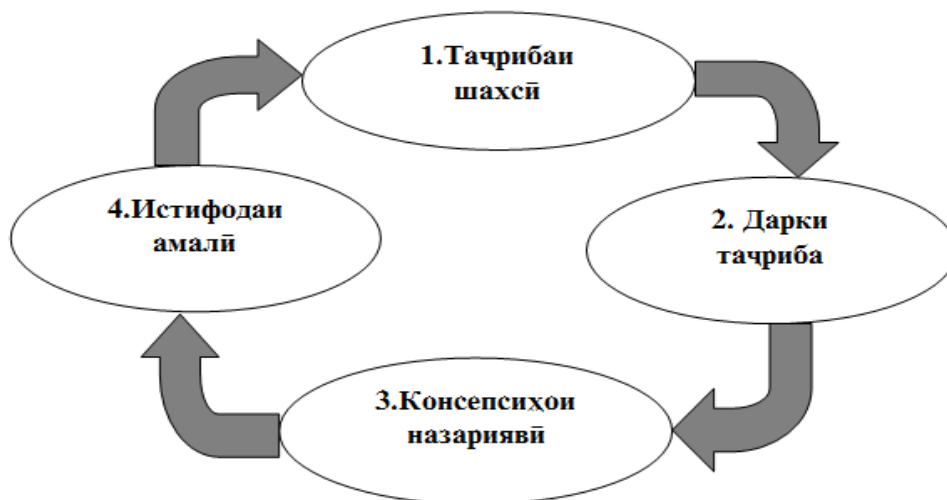 1.Таҷрибаи
шахсӣ
2. Дарки
таҷриба
3.Консепсиҳои
назариявӣ
4.Истифодаи
амалӣ